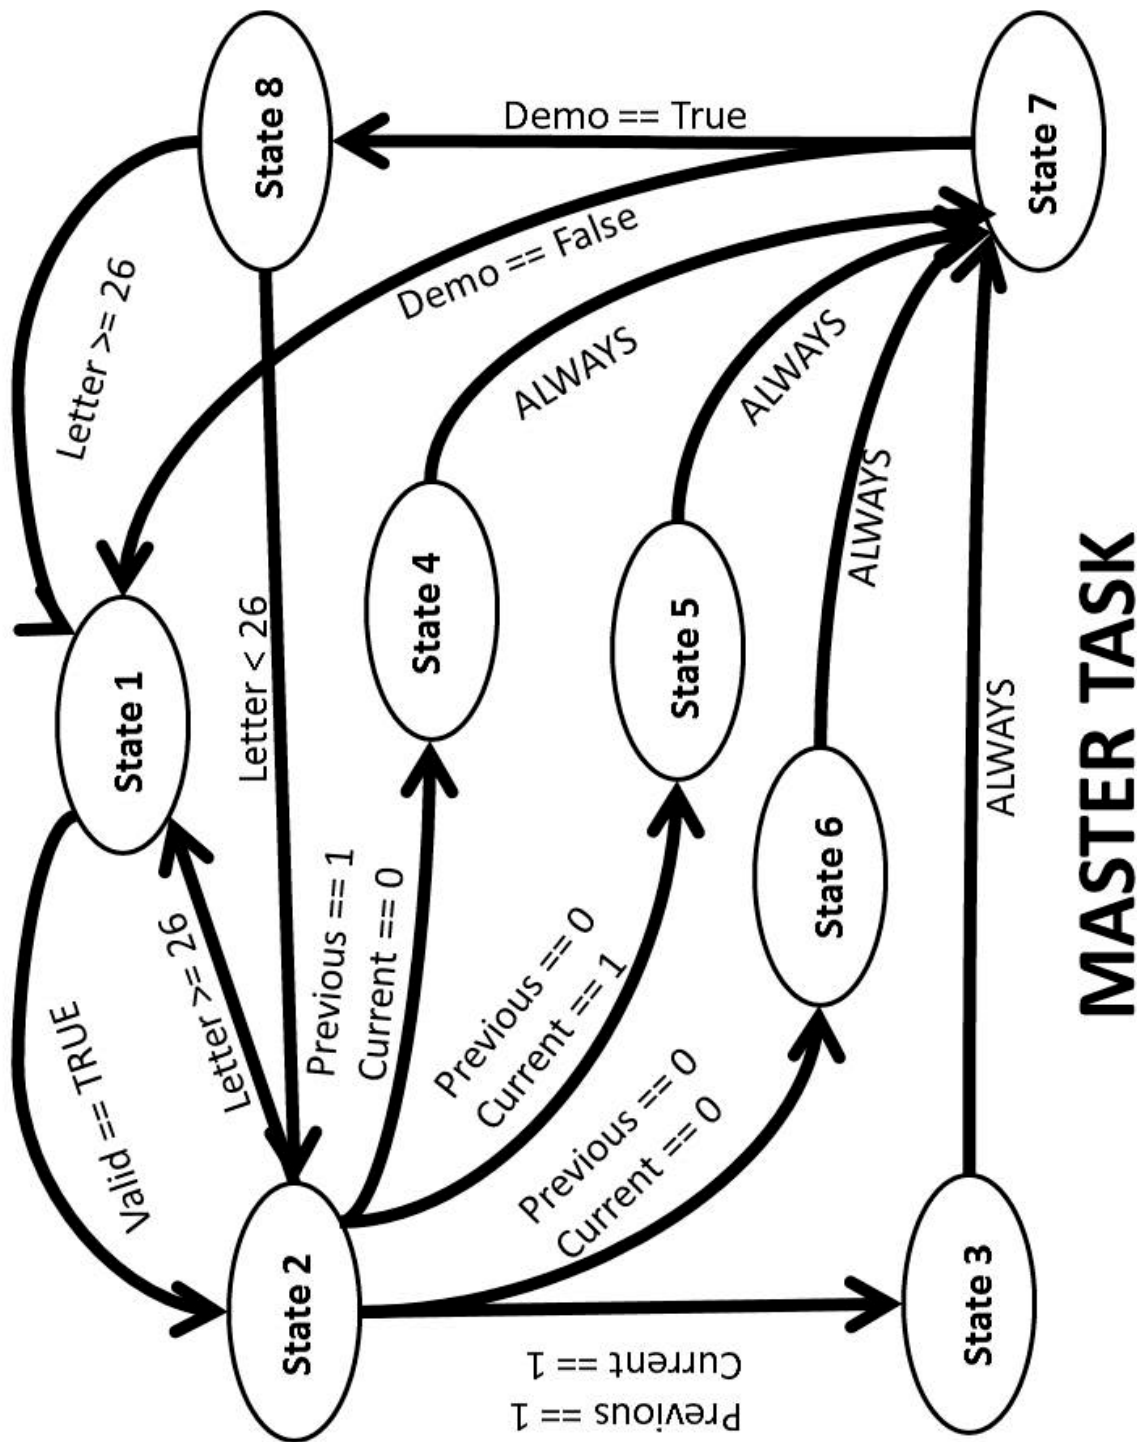 Valid == TRUE
Letter >= 26
State 1
Letter >= 26
Letter < 26
State 2
State 8
Previous == 1
Current == 0
State 4
Demo == False
Demo == True
Previous == 0
Current == 1
ALWAYS
State 5
Previous == 0
Current == 0
ALWAYS
Current == 1
Previous == 1
State 6
ALWAYS
State 3
ALWAYS
State 7
MASTER TASK